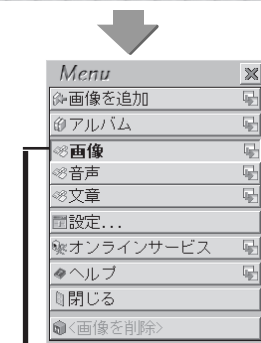 Menu
画像を追加
アルバム
画像
音声
文章
設定...
オンラインサービス
ヘルプ
閉じる
<画像を削除>